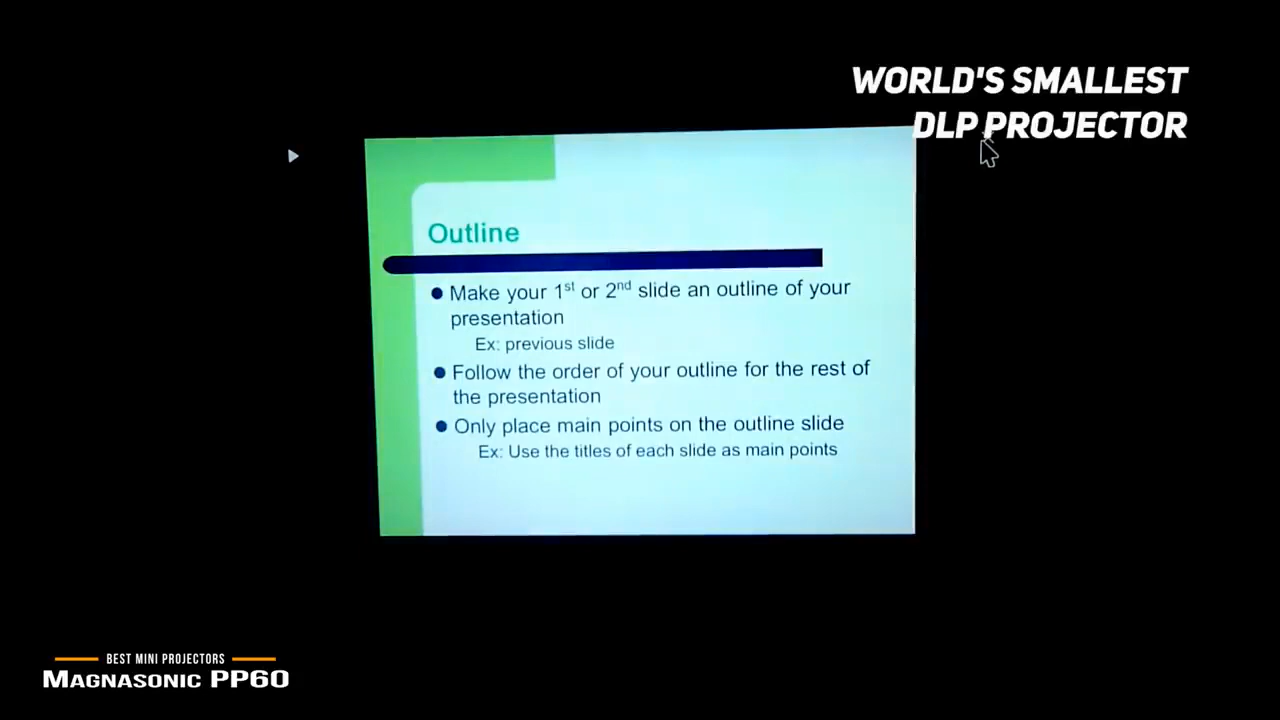 WORLD'S SMALLEST
DLP PROJECTOR
Outline
Make your 1st or 2nd slide an outline of your
presentation
Ex: previous slide
Follow the order of your outline for the rest of
the presentation
Only place main points on the outline slide
Ex: Use the titles of each slide as main points
BEST MINI PROJECTORS
MAGNASONIC PP60